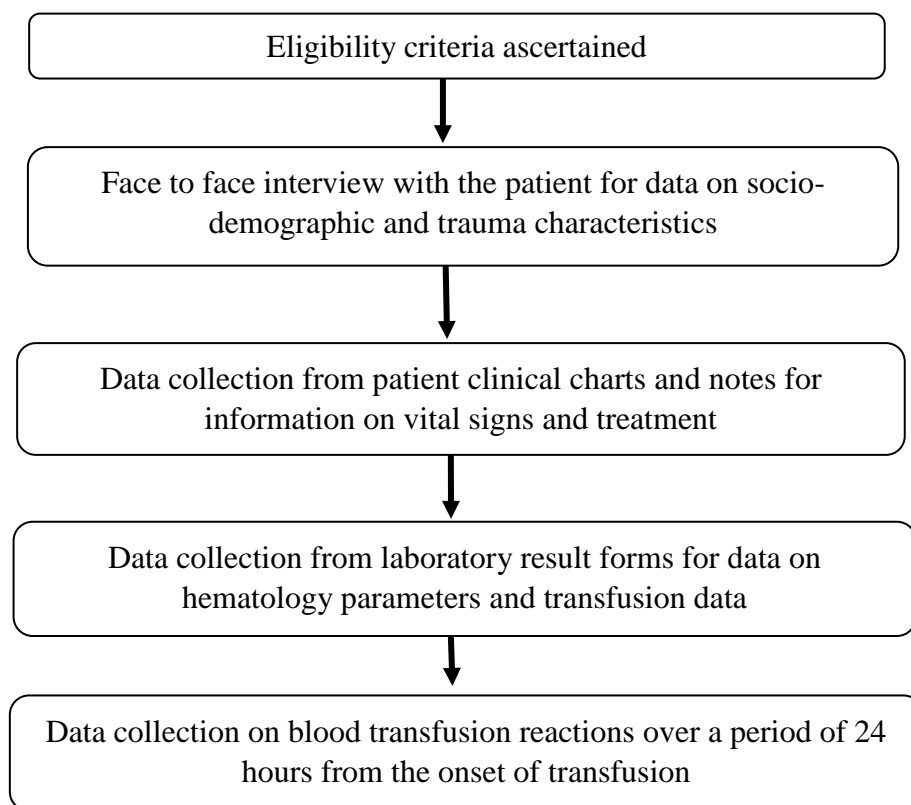 Eligibility criteria ascertained
Face to face interview with the patient for data on socio-
demographic and trauma characteristics
Data collection from patient clinical charts and notes for
information on vital signs and treatment
Data collection from laboratory result forms for data on
hematology parameters and transfusion data
Data collection on blood transfusion reactions over a period of 24
hours from the onset of transfusion